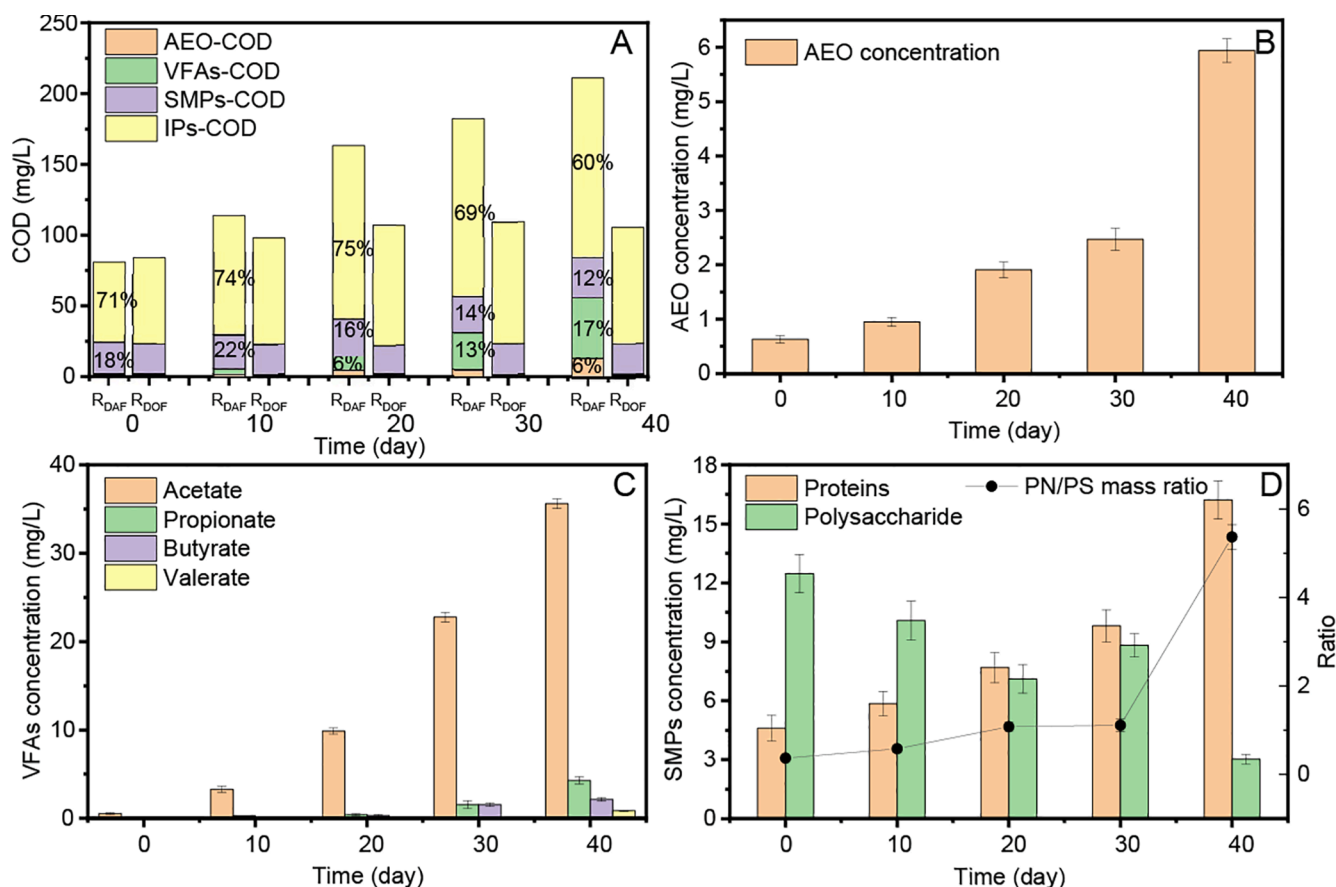 A
AEO-COD
VFAs-COD
SMPs-COD
IPs-COD
COD (mg/L)
250
200
150
100
50
0
71%
18%
74%
22%
75%
16%
6%
69%
14%
13%
60%
12%
17%
6%
RDAF RDOF RDAF RDOF RDAF RDOF RDAF RDOF RDAF RDOF
0 10 20 30 40
Time (day)
B
AEO concentration
AEO concentration (mg/L)
6
5
4
3
2
1
0
0 10 20 30 40
Time (day)
C
Acetate
Propionate
Butyrate
Valerate
VFAs concentration (mg/L)
40
30
20
10
0
0 10 20 30 40
Time (day)
D
Proteins
Polysaccharide
PN/PS mass ratio
SMPs concentration (mg/L)
18
15
12
9
6
3
0
Ratio
6
4
2
0
0 10 20 30 40
Time (day)